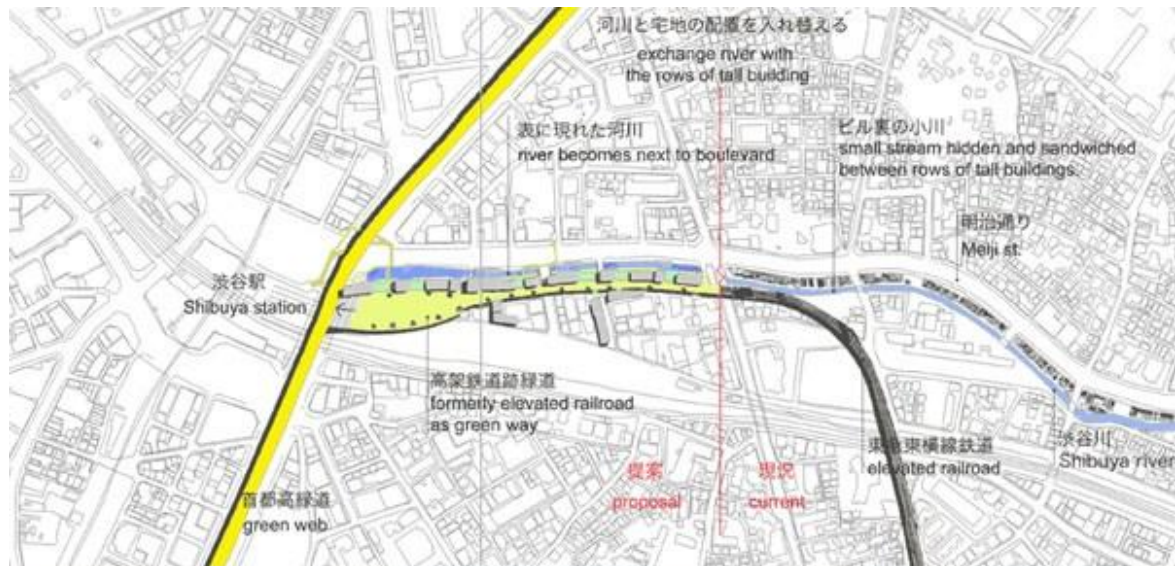 河川と宅地の配置を入れ替える
exchange river with
the rows of tall building
表に現れた河川
river becomes next to boulevard
ビル裏の小川
small stream hidden and sandwiched
between rows of tall buildings.
明治通り
Meiji st.
渋谷駅
Shibuya station
高架鉄道跡緑道
formerly elevated railroad
as green way
東急東横線鉄道
elevated railroad
渋谷川
Shibuya river
提案
proposal
現況
current
首都高緑道
green web